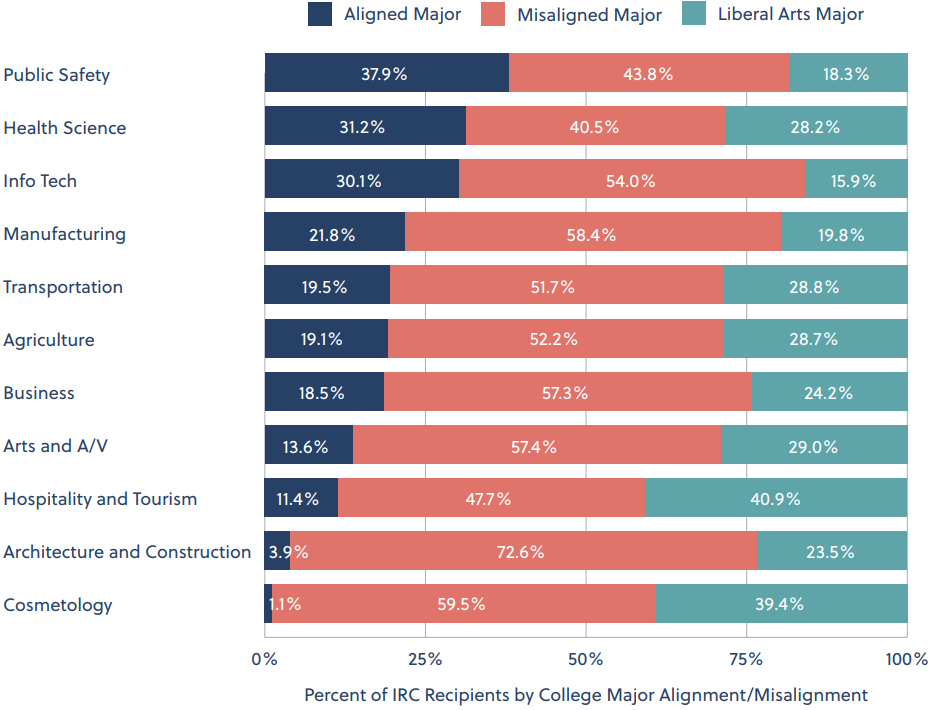 Aligned Major Misaligned Major Liberal Arts Major
Public Safety 37.9% 43.8% 18.3%
Health Science 31.2% 40.5% 28.2%
Info Tech 30.1% 54.0% 15.9%
Manufacturing 21.8% 58.4% 19.8%
Transportation 19.5% 51.7% 28.8%
Agriculture 19.1% 52.2% 28.7%
Business 18.5% 57.3% 24.2%
Arts and A/V 13.6% 57.4% 29.0%
Hospitality and Tourism 11.4% 47.7% 40.9%
Architecture and Construction 3.9% 72.6% 23.5%
Cosmetology 1.1% 59.5% 39.4%
0% 25% 50% 75% 100%
Percent of IRC Recipients by College Major Alignment/Misalignment